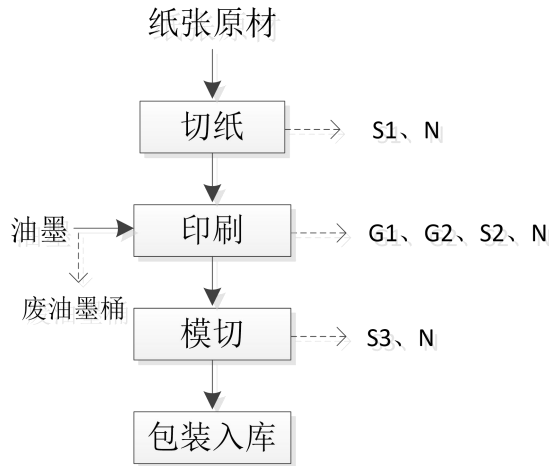 纸张原材
切纸
S1、N
油墨
印刷
G1、G2、S2、N
废油墨桶
模切
S3、N
包装入库